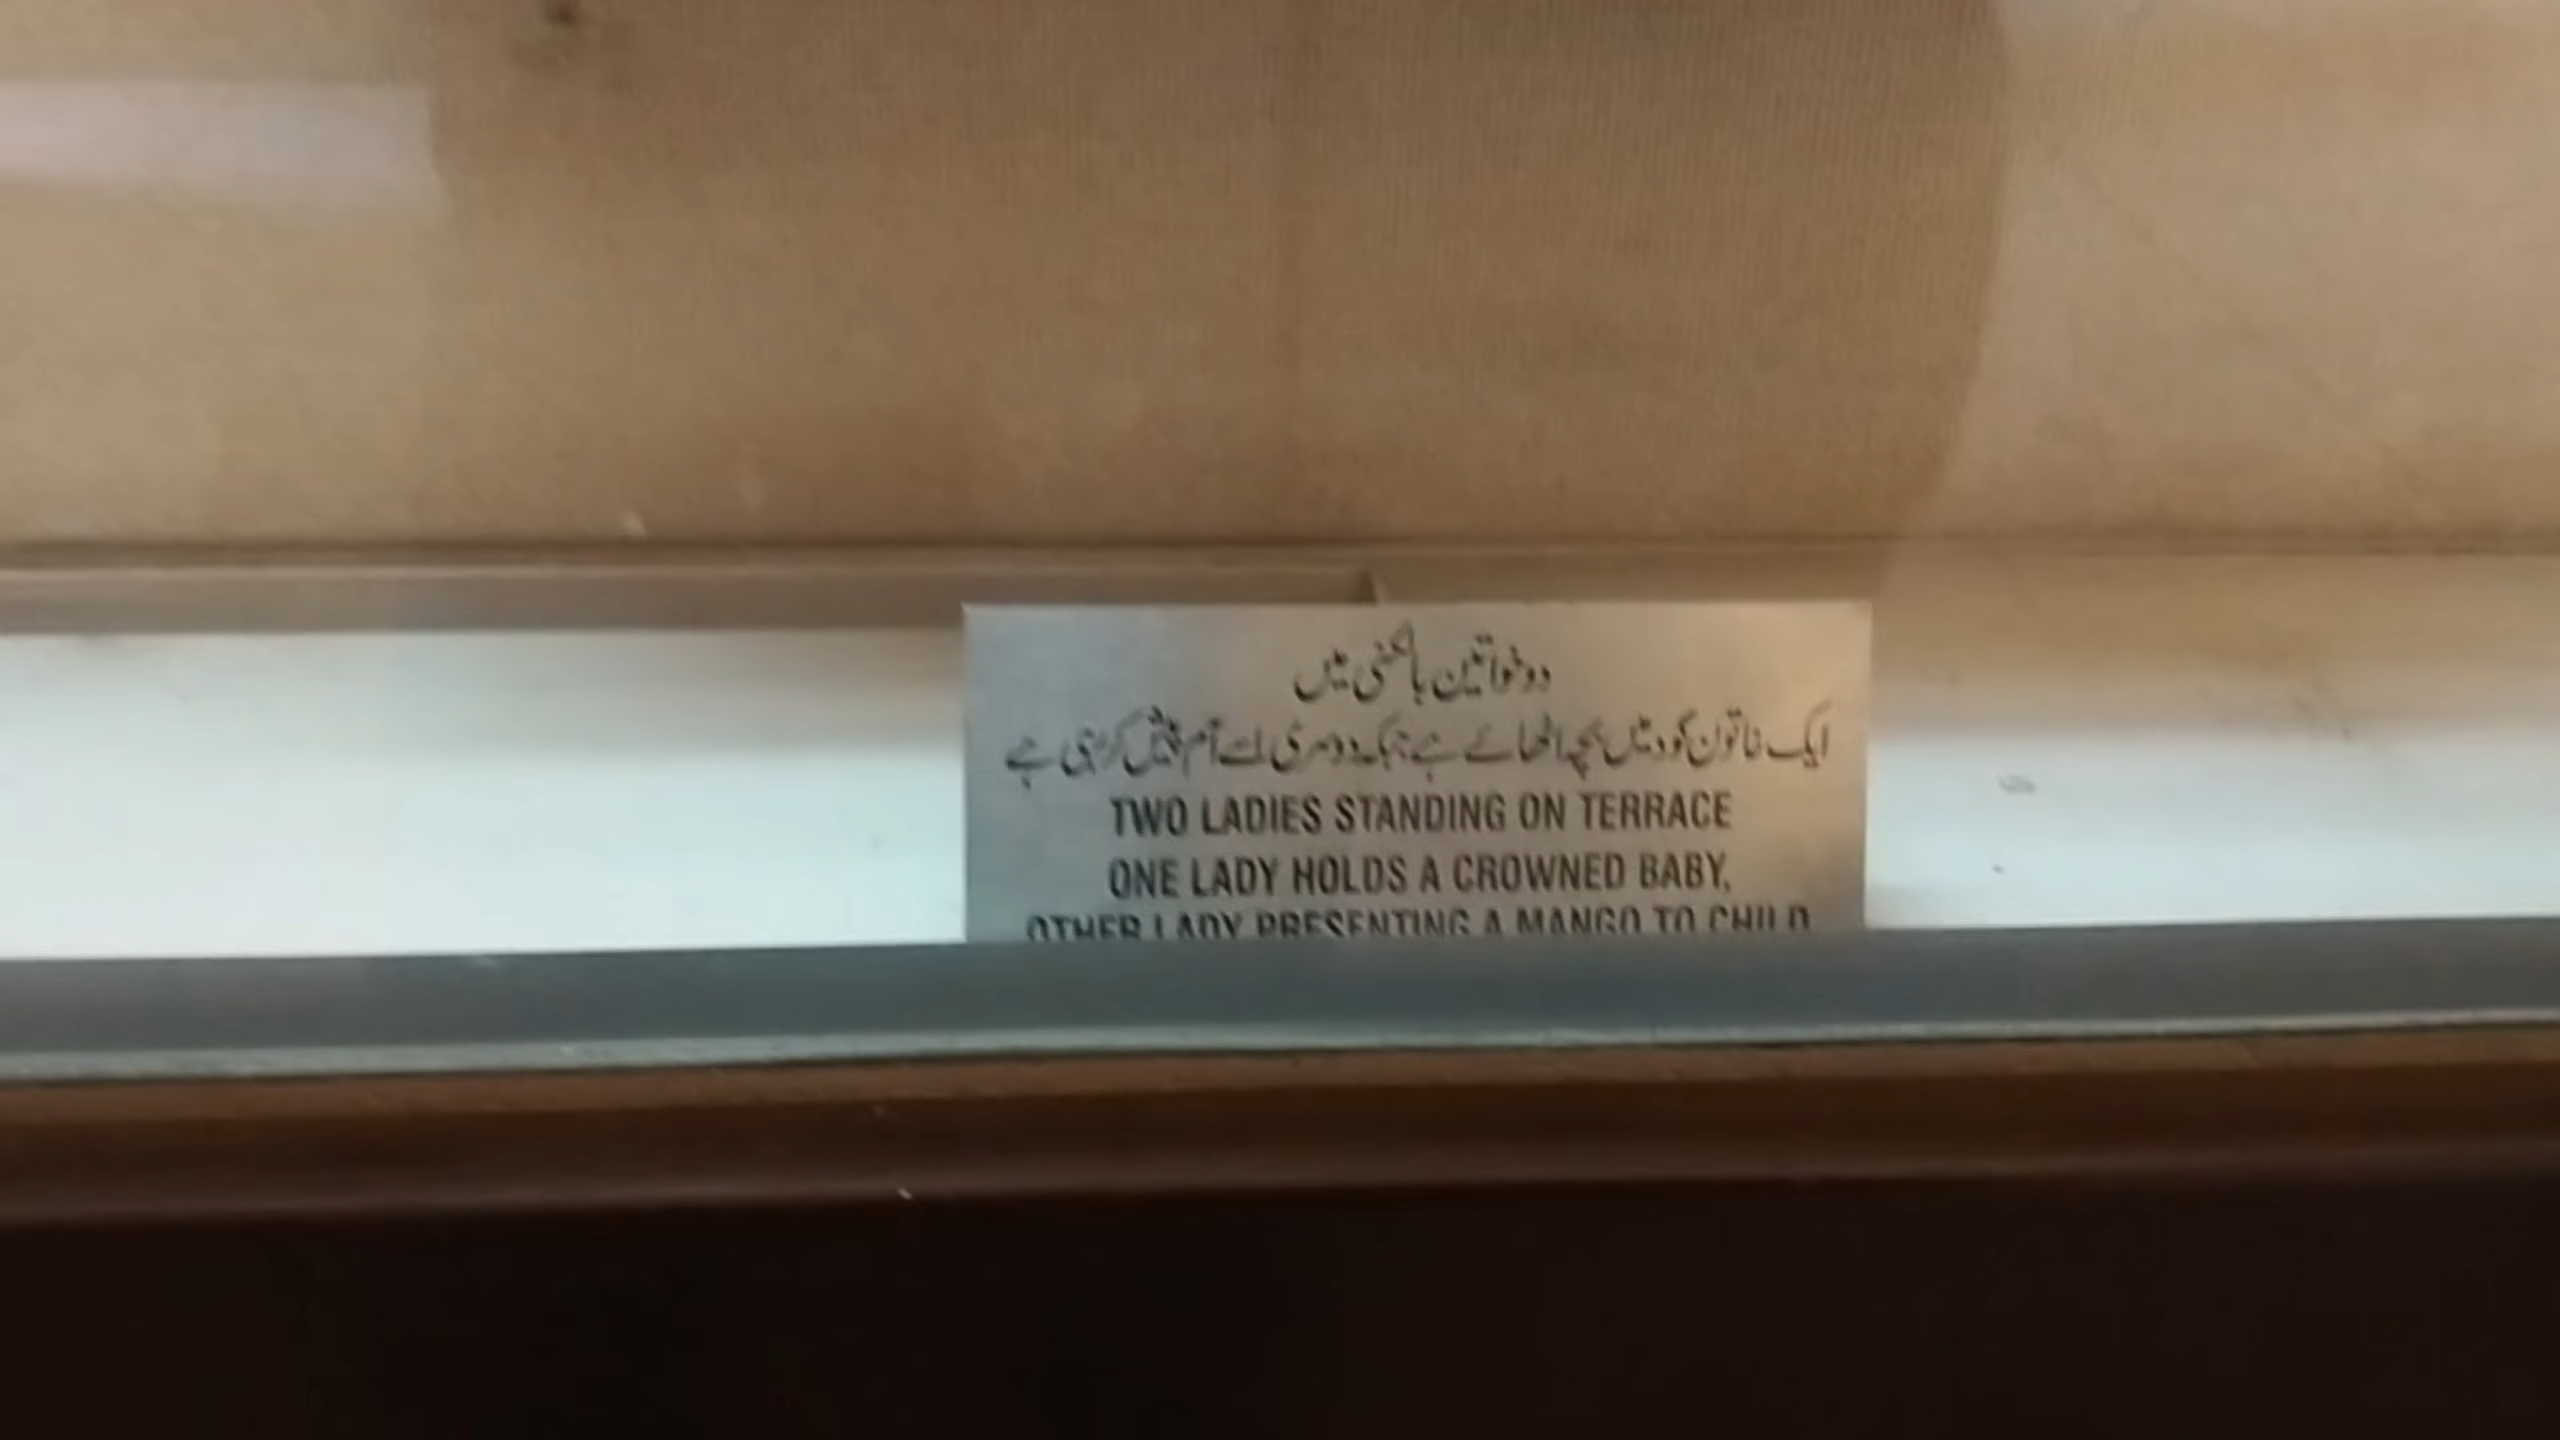 دو خواتین بالکنی میں
ایک خاتون گود میں بچہ اٹھائے ہے جبکہ دوسری اسے آم پیش کر رہی ہے
TWO LADIES STANDING ON TERRACE
ONE LADY HOLDS A CROWNED BABY,
OTHER LADY PRESENTING A MANGO TO CHILD